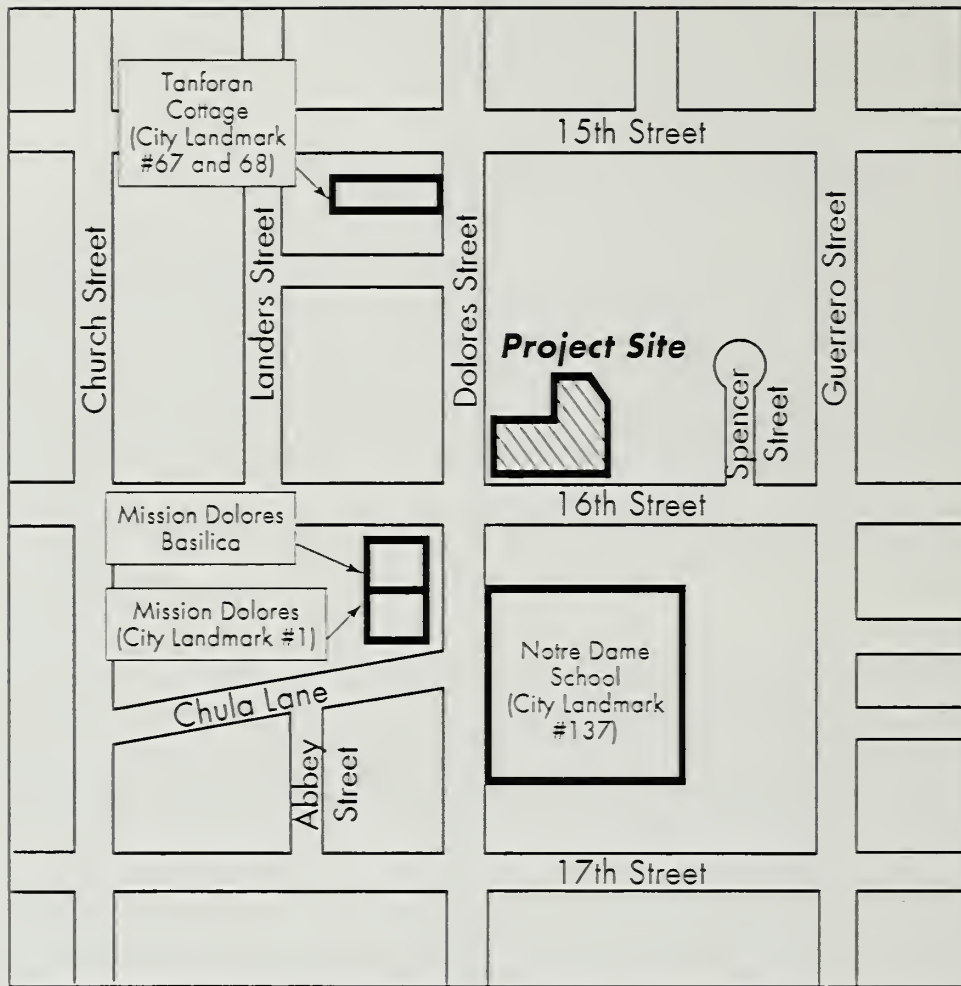 Tanforan
Cottage
(City Landmark
#67 and 68)
15th Street
Church Street
Landers Street
Dolores Street
Guerrero Street
Project Site
Spencer
Street
16th Street
Mission Dolores
Basilica
Mission Dolores
(City Landmark #1)
Notre Dame
School
(City Landmark
#137)
Chula Lane
Abbey
Street
17th Street